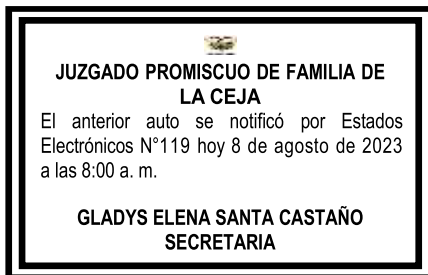 JUZGADO PROMISCUO DE FAMILIA DE
LA CEJA
El anterior auto se notificó por Estados
Electrónicos N°119 hoy 8 de agosto de 2023
a las 8:00 a. m.
GLADYS ELENA SANTA CASTAÑO
SECRETARIA